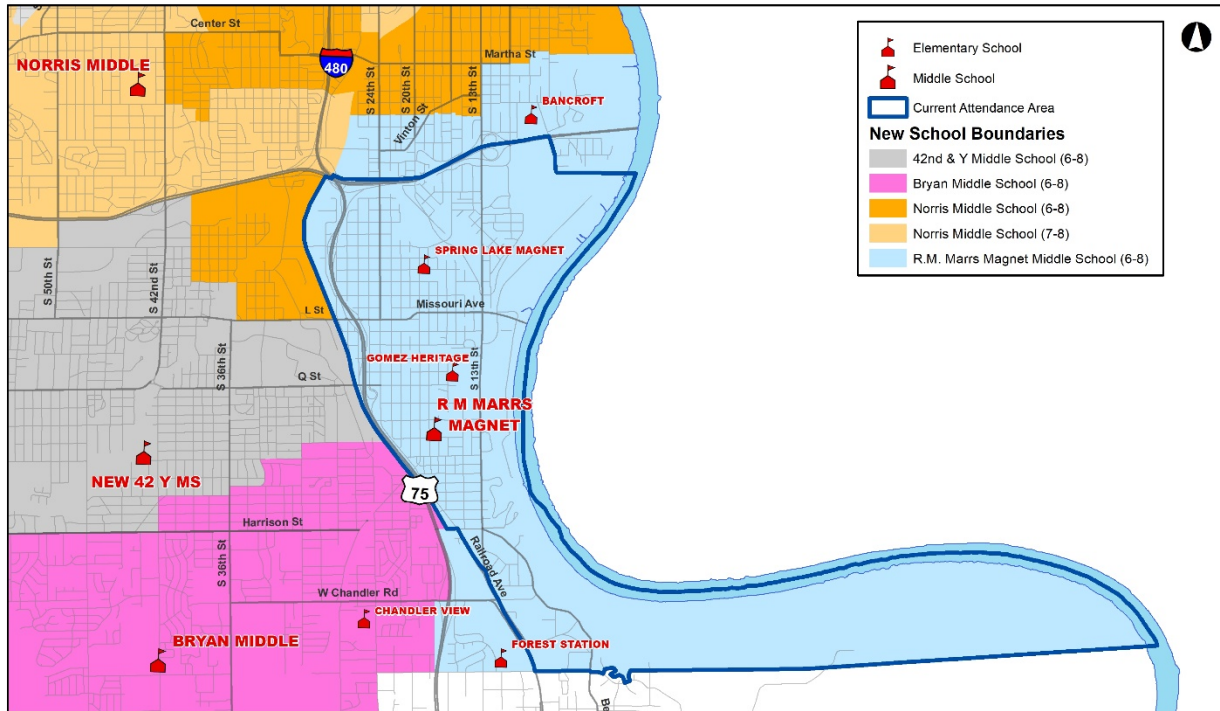 Center St
Martha St
NORRIS MIDDLE
480
S 24th St
S 20th St
S 13th St
Vinton St
BANCROFT
Elementary School
Middle School
Current Attendance Area
New School Boundaries
42nd & Y Middle School (6-8)
Bryan Middle School (6-8)
Norris Middle School (6-8)
Norris Middle School (7-8)
R.M. Marrs Magnet Middle School (6-8)
S 50th St
S 42nd St
SPRING LAKE MAGNET
Missouri Ave
L St
S 36th St
GOMEZ HERITAGE
S 13th St
Q St
R M MARRS
MAGNET
NEW 42 Y MS
75
Harrison St
Railroad Ave
S 36th St
W Chandler Rd
CHANDLER VIEW
BRYAN MIDDLE
FOREST STATION